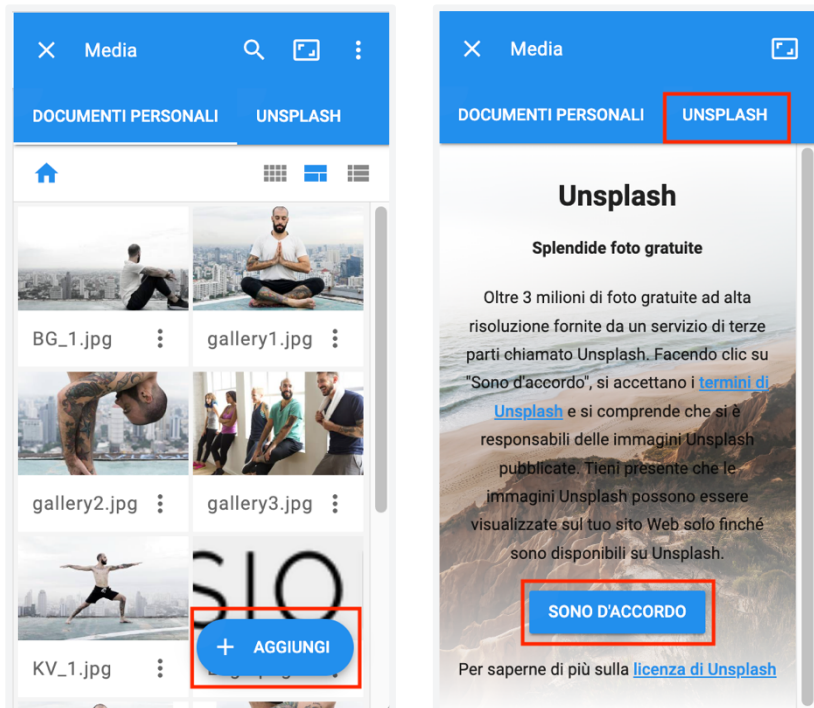 Media
DOCUMENTI PERSONALI UNSPLASH
BG_1.jpg gallery1.jpg
gallery2.jpg gallery3.jpg
SIO
+ AGGIUNGI
KV_1.jpg
Media
DOCUMENTI PERSONALI UNSPLASH
Unsplash
Splendide foto gratuite
Oltre 3 milioni di foto gratuite ad alta
risoluzione fornite da un servizio di terze
parti chiamato Unsplash. Facendo clic su
"Sono d'accordo", si accettano i termini di
Unsplash e si comprende che si è
responsabili delle immagini Unsplash
pubblicate. Tieni presente che le
immagini Unsplash possono essere
visualizzate sul tuo sito Web solo finché
sono disponibili su Unsplash.
SONO D'ACCORDO
Per saperne di più sulla licenza di Unsplash